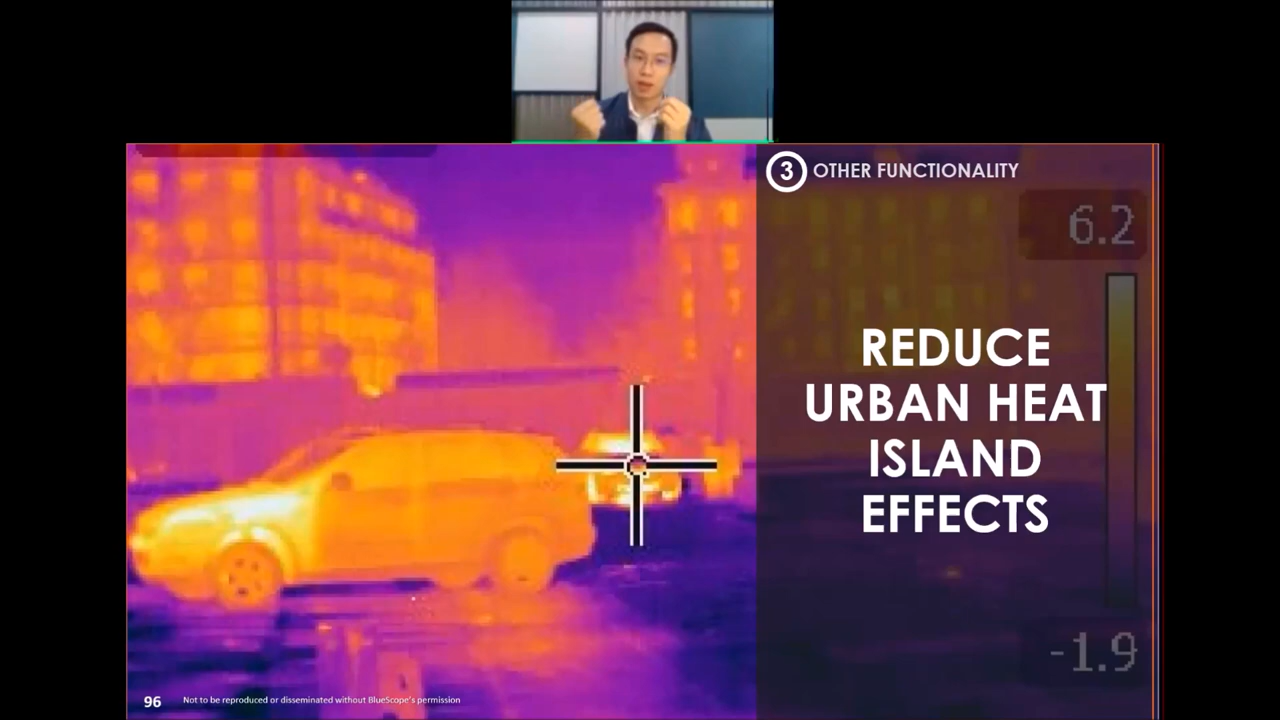 3 OTHER FUNCTIONALITY
6.2
REDUCE
URBAN HEAT
ISLAND
EFFECTS
-1.9
96 Not to be reproduced or disseminated without BlueScope's permission